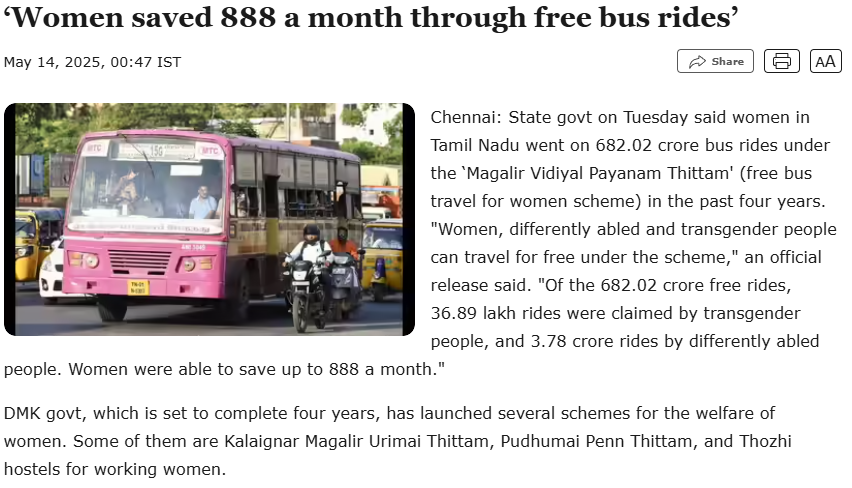 ‘Women saved 888 a month through free bus rides’
May 14, 2025, 00:47 IST
Share
AA
MTC
15G
MTC
Chennai: State govt on Tuesday said women in
Tamil Nadu went on 682.02 crore bus rides under
the `Magalir Vidiyal Payanam Thittam' (free bus
travel for women scheme) in the past four years.
"Women, differently abled and transgender people
can travel for free under the scheme," an official
release said. "Of the 682.02 crore free rides,
36.89 lakh rides were claimed by transgender
people, and 3.78 crore rides by differently abled
people. Women were able to save up to 888 a month."
DMK govt, which is set to complete four years, has launched several schemes for the welfare of
women. Some of them are Kalaignar Magalir Urimai Thittam, Pudhumai Penn Thittam, and Thozhi
hostels for working women.